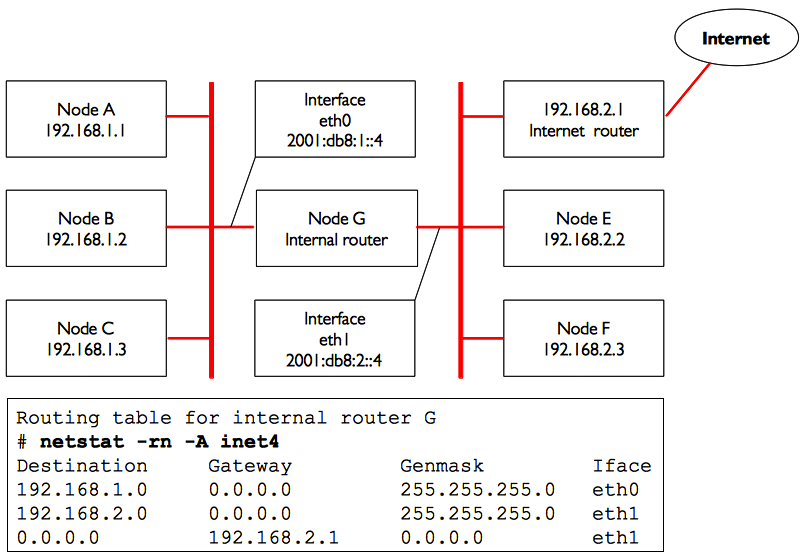 Internet
Node A
192.168.1.1
Interface
eth0
2001:db8:1::4
192.168.2.1
Internet router
Node B
192.168.1.2
Node G
Internal router
Node E
192.168.2.2
Node C
192.168.1.3
Interface
eth1
2001:db8:2::4
Node F
192.168.2.3
Routing table for internal router G
# netstat -rn -A inet4
Destination Gateway Genmask Iface
192.168.1.0 0.0.0.0 255.255.255.0 eth0
192.168.2.0 0.0.0.0 255.255.255.0 eth1
0.0.0.0 192.168.2.1 0.0.0.0 eth1